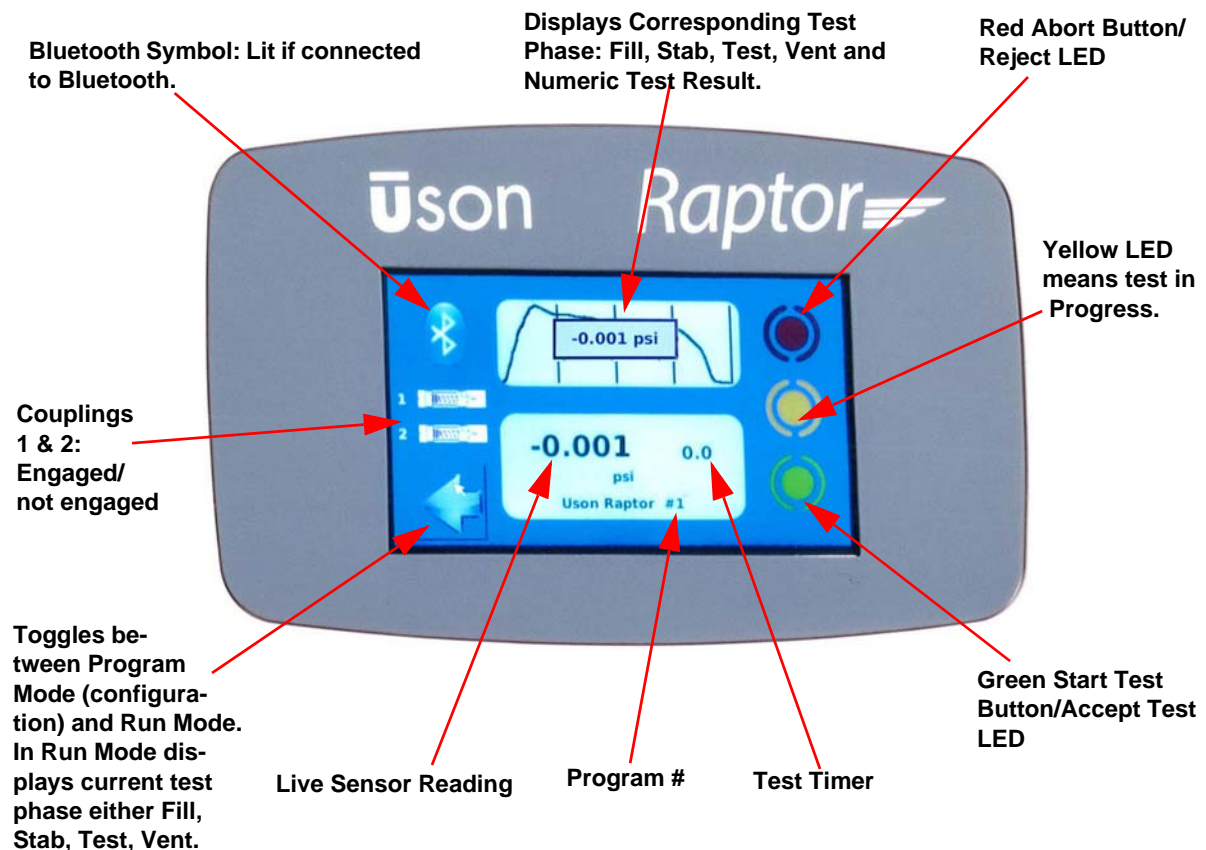 Bluetooth Symbol: Lit if connected
to Bluetooth.
Displays Corresponding Test
Phase: Fill, Stab, Test, Vent and
Numeric Test Result.
Red Abort Button/
Reject LED
Uson Raptor
Yellow LED
means test in
Progress.
-0.001 psi
Couplings
1 & 2:
Engaged/
not engaged
1
2
-0.001 0.0
psi
Uson Raptor #1
Toggles be-
tween Program
Mode (configura-
tion) and Run Mode.
In Run Mode dis-
plays current test
phase either Fill,
Stab, Test, Vent.
Live Sensor Reading
Program #
Test Timer
Green Start Test
Button/Accept Test
LED